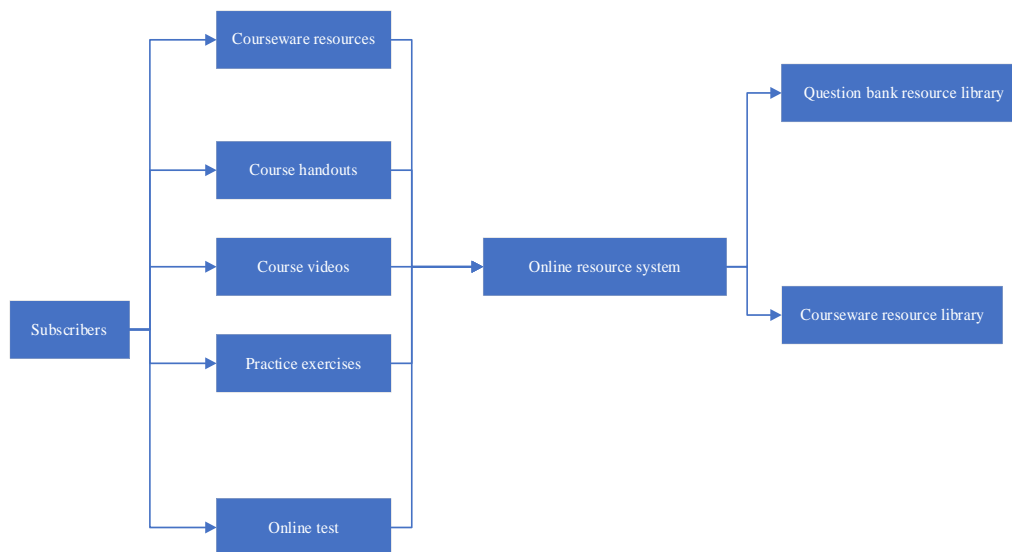 Courseware resources
Course handouts
Course videos
Practice exercises
Online test
Subscribers
Online resource system
Question bank resource library
Courseware resource library